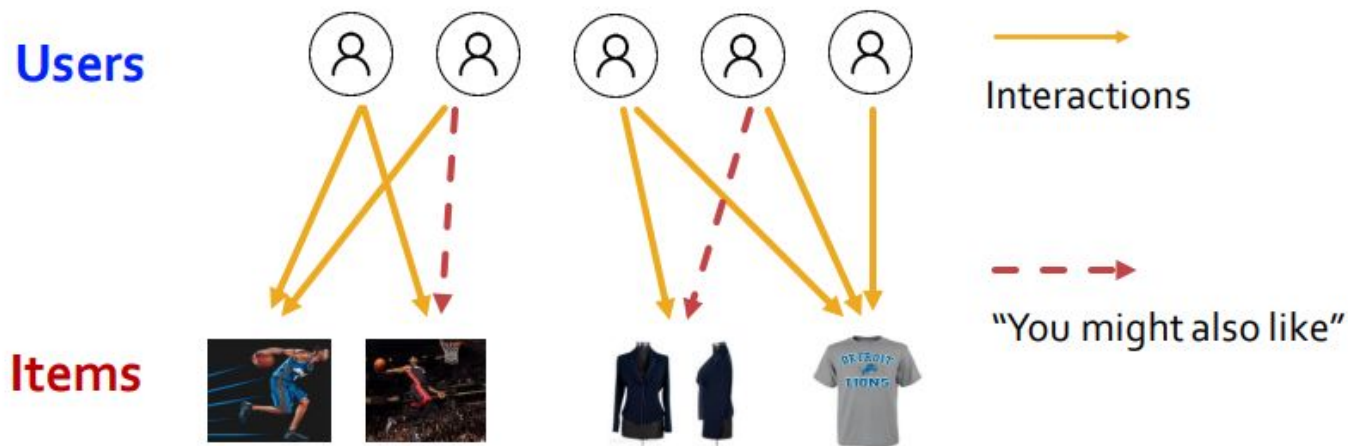 Users
Interactions
"You might also like"
Items
DETROIT
LIONS